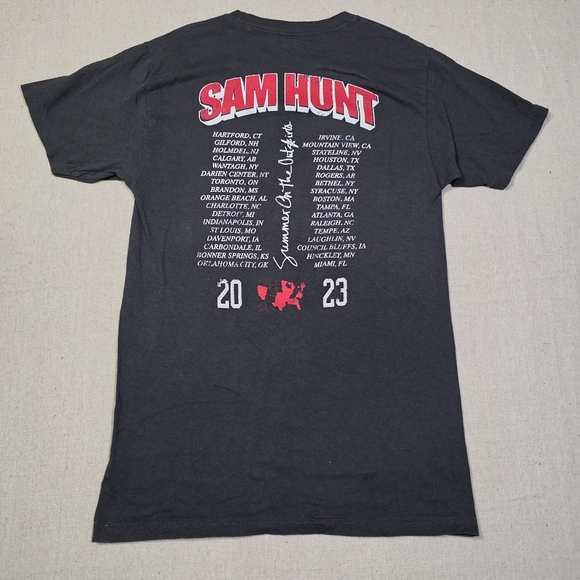 SAM HUNT
HARTFORD, CT
GILFORD, NH
HOLMDEL, NJ
CALGARY, AB
WANTAGH, NY
DARIEN CENTER, NY
TORONTO, ON
BRANDON, MS
ORANGE BEACH, AL
CHARLOTTE, NC
DETROIT, MI
INDIANAPOLIS, IN
ST LOUIS, MO
DAVENPORT, IA
CARBONDALE, IL
BONNER SPRINGS, KS
OKLAHOMA CITY, OK
Summer On The Outskirts
IRVINE, CA
MOUNTAIN VIEW, CA
STATELINE, NV
HOUSTON, TX
DALLAS, TX
ROGERS, AR
BETHEL, NY
SYRACUSE, NY
BOSTON, MA
TAMPA, FL
ATLANTA, GA
RALEIGH, NC
TEMPE, AZ
LAUGHLIN, NV
COUNCIL BLUFFS, IA
HINCKLEY, MN
MIAMI, FL
20 23